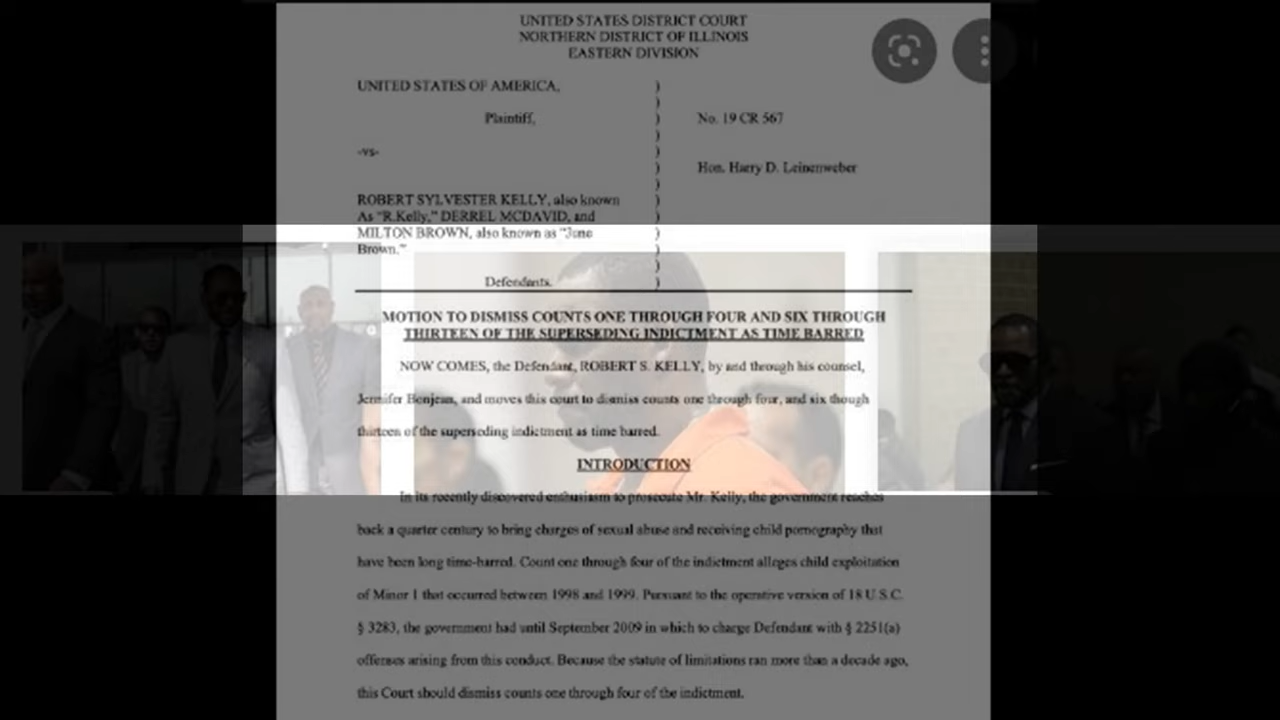 UNITED STATES DISTRICT COURT
NORTHERN DISTRICT OF ILLINOIS
EASTERN DIVISION
UNITED STATES OF AMERICA,
Plaintiff,
-vs-
ROBERT SYLVESTER KELLY, also known
As "R.Kelly," DERREL MCDAVID, and
MILTON BROWN, also known as "June
Brown."
Defendants.
)
)
)
)
)
)
)
)
)
)
)
)
)
No. 19 CR 567
Hon. Harry D. Leinenweber
MOTION TO DISMISS COUNTS ONE THROUGH FOUR AND SIX THROUGH
THIRTEEN OF THE SUPERSEDING INDICTMENT AS TIME BARRED
NOW COMES, the Defendant, ROBERT S. KELLY, by and through his counsel,
Jennifer Bonjean, and moves this court to dismiss counts one through four, and six though
thirteen of the superseding indictment as time barred.
INTRODUCTION
In its recently discovered enthusiasm to prosecute Mr. Kelly, the government reaches
back a quarter century to bring charges of sexual abuse and receiving child pornography that
have been long time-barred. Count one through four of the indictment alleges child exploitation
of Minor 1 that occurred between 1998 and 1999. Pursuant to the operative version of 18 U.S.C.
§ 3283, the government had until September 2009 in which to charge Defendant with § 2251(a)
offenses arising from this conduct. Because the statute of limitations ran more than a decade ago,
this Court should dismiss counts one through four of the indictment.